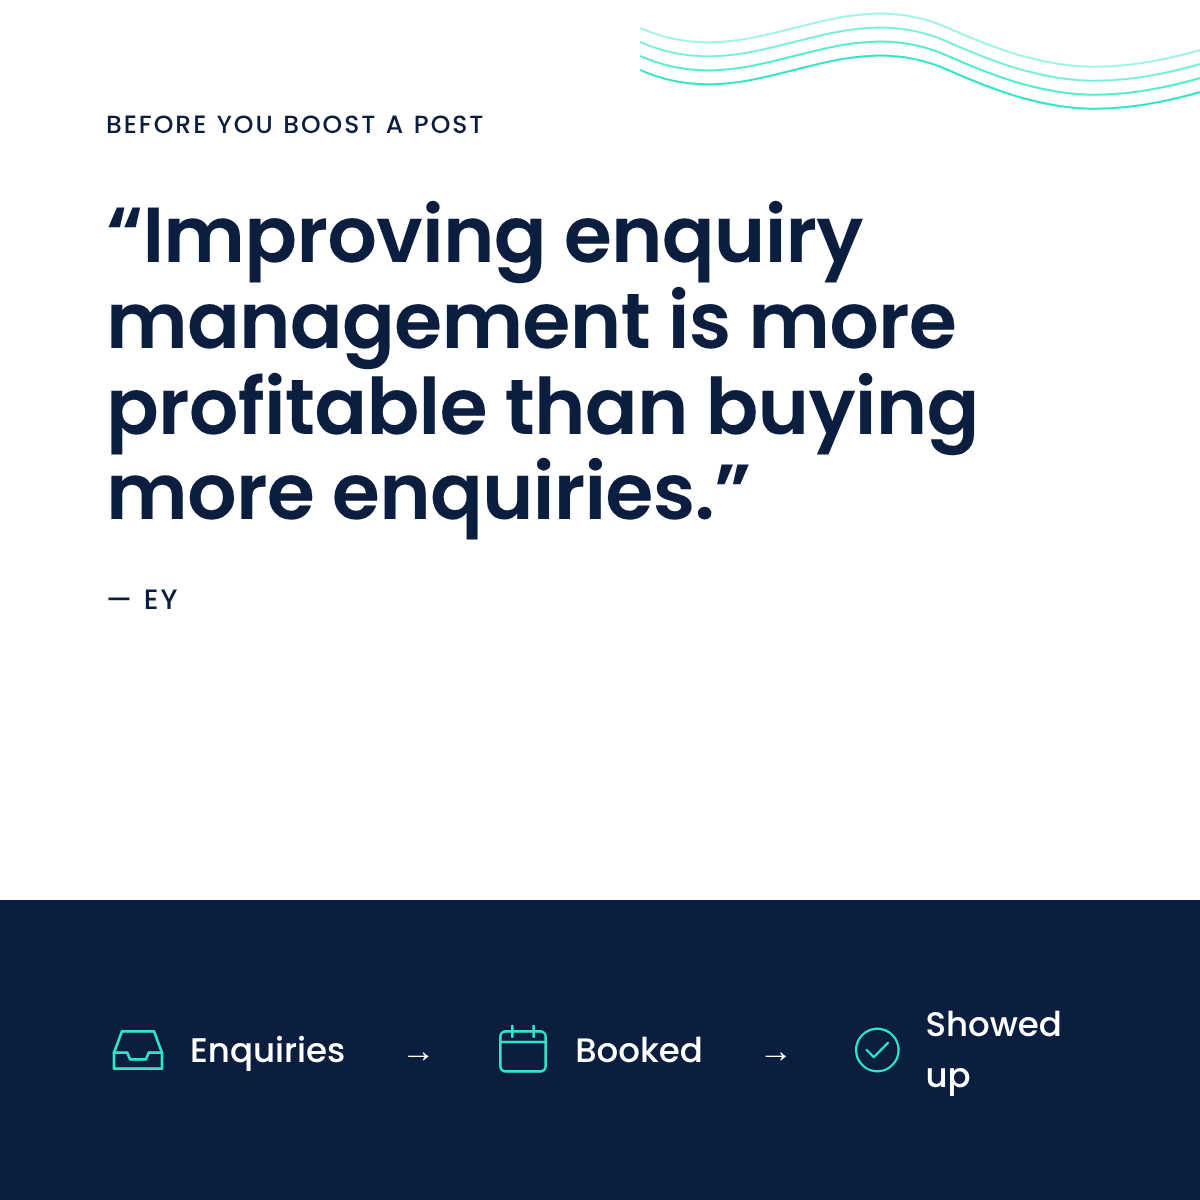 BEFORE YOU BOOST A POST
“Improving enquiry
management is more
profitable than buying
more enquiries.”
— EY
Enquiries → Booked → Showed
up